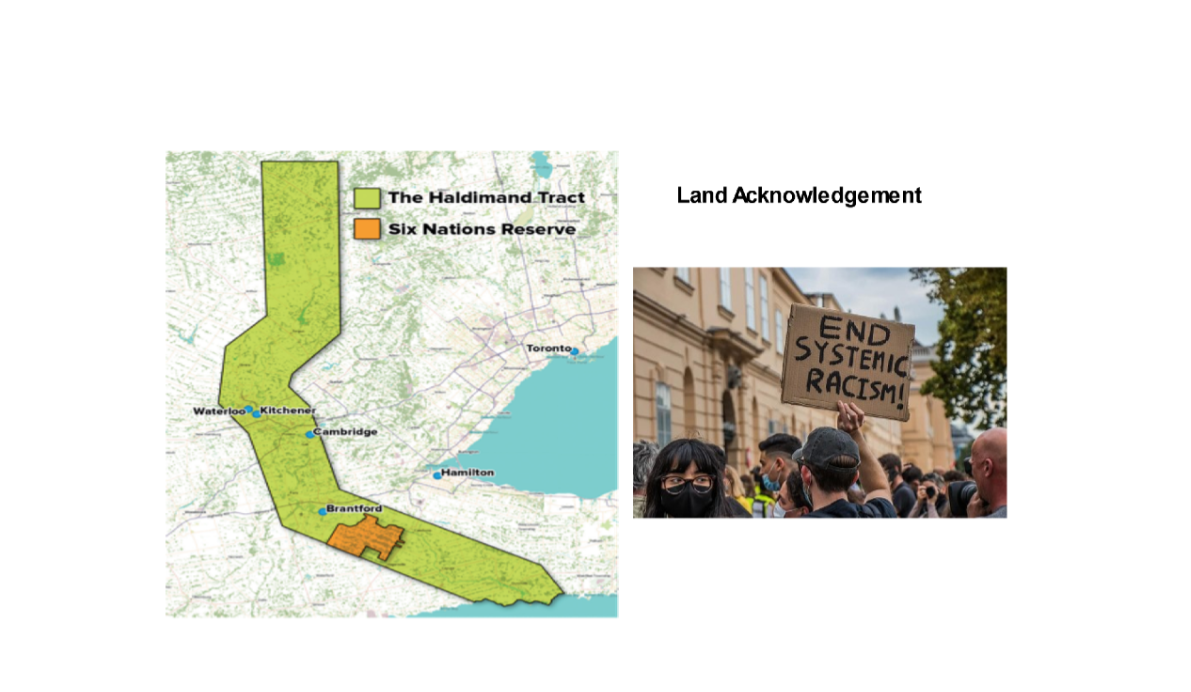 The Haldimand Tract
Six Nations Reserve
Toronto
Waterloo
Kitchener
Cambridge
Hamilton
Brantford
Land Acknowledgement
END
SYSTEMIC
RACISM!